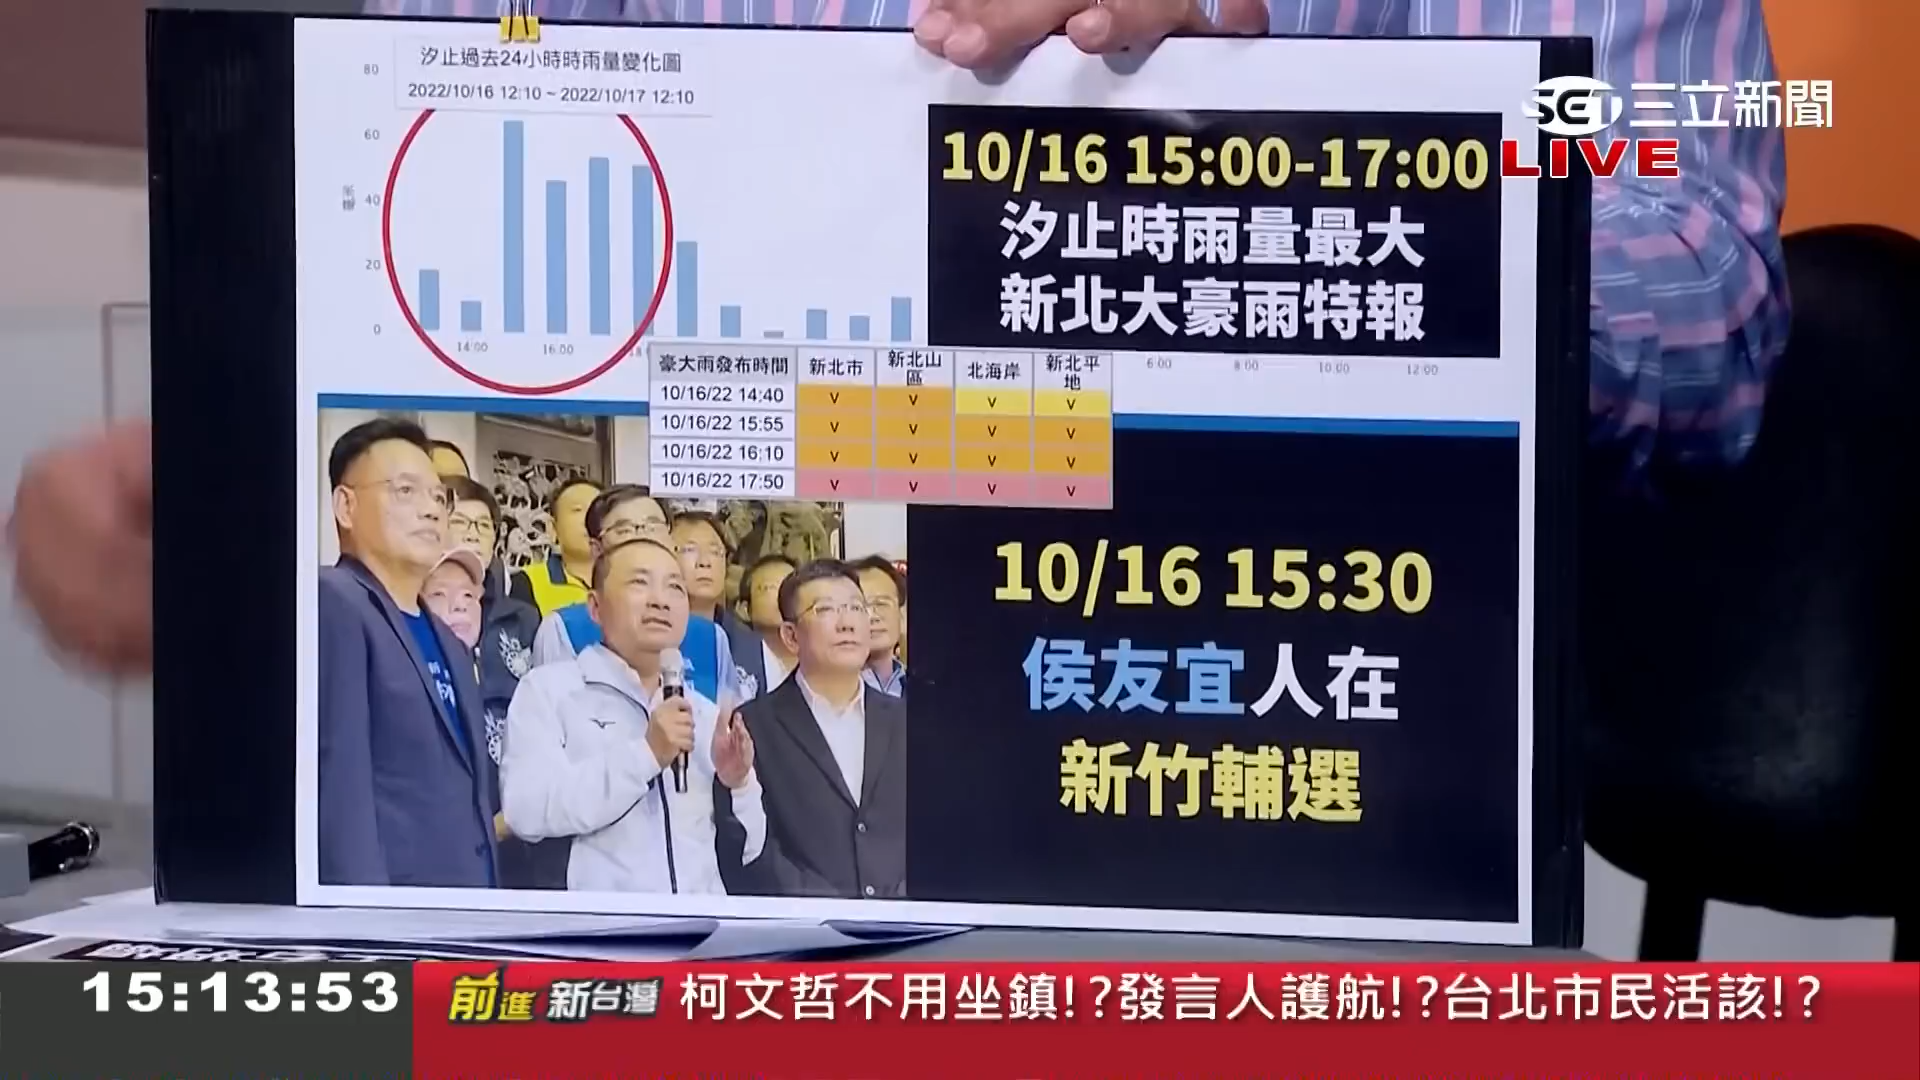 汐止過去24小時時雨量變化圖
2022/10/16 12:10 ~ 2022/10/17 12:10
80
60
40
20
0
毫米
14:00
16:00
18
6:00
8:00
10:00
12:00
SET三立新聞
LIVE
10/16 15:00-17:00
汐止時雨量最大
新北大豪雨特報
豪大雨發布時間 新北市 新北山區 北海岸 新北平地
10/16/22 14:40 v v v v
10/16/22 15:55 v v v v
10/16/22 16:10 v v v v
10/16/22 17:50 v v v v
10/16 15:30
侯友宜人在
新竹輔選
15:13:53
前進新台灣 柯文哲不用坐鎮!?發言人護航!?台北市民活該!?